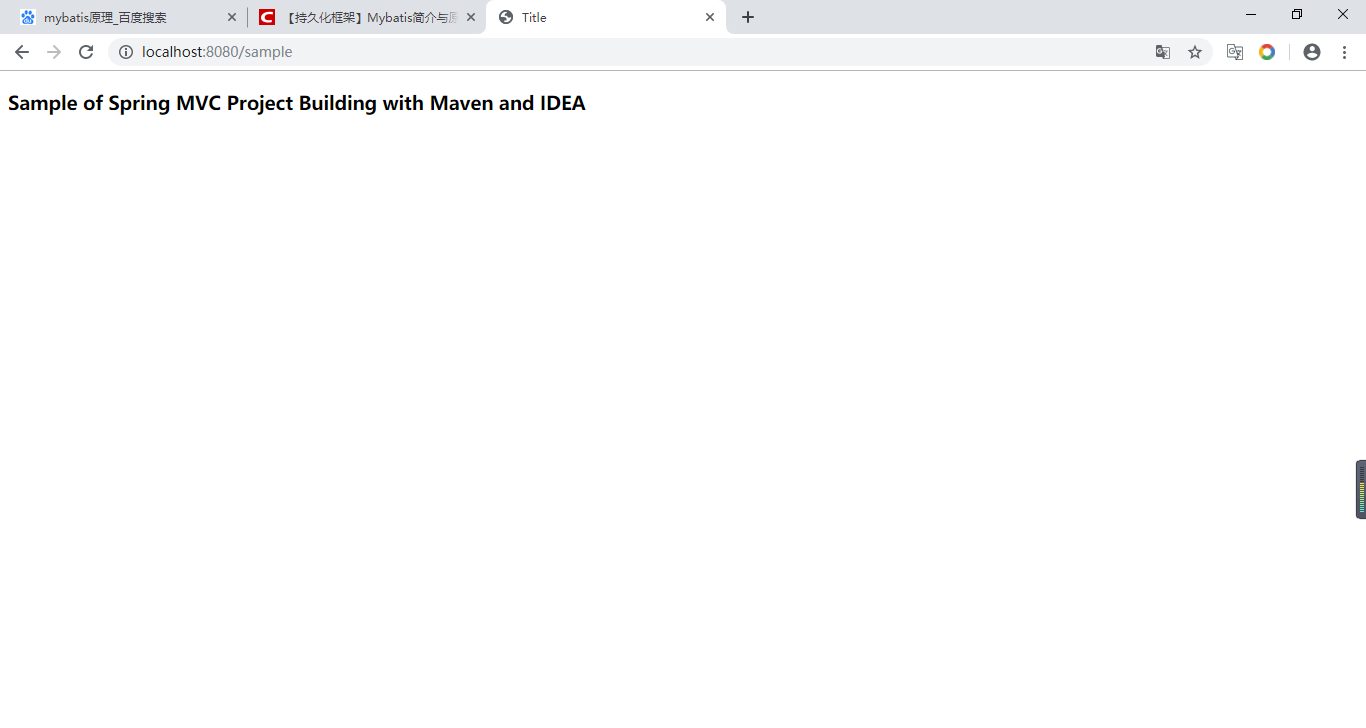 mybatis原理_百度搜索
【持久化框架】Mybatis简介与原
Title
localhost:8080/sample
Sample of Spring MVC Project Building with Maven and IDEA